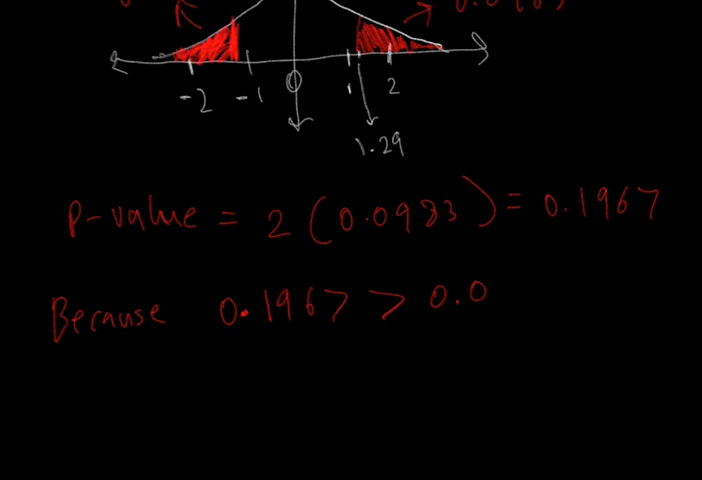 -2 -1 0 1 2
1.29
P-value = 2 (0.0983) = 0.1967
Because 0.1967 > 0.0